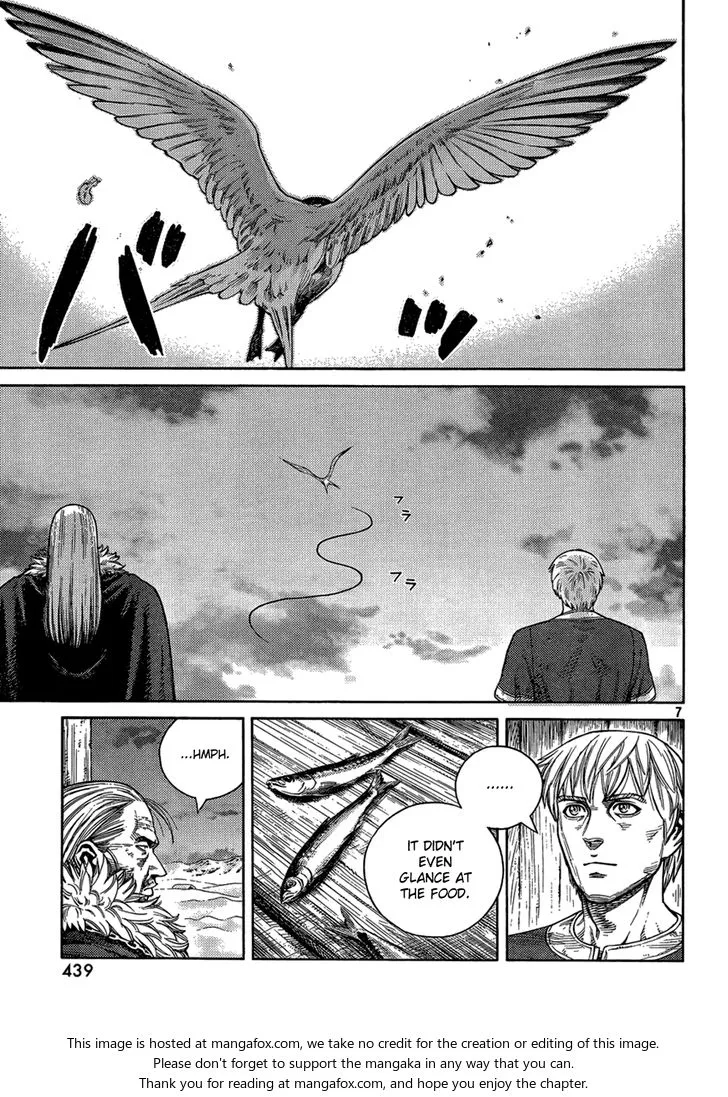 バッ
フラ
フラ
7
...HMPH.
......
IT DIDN'T
EVEN
GLANCE AT
THE FOOD.
439
This image is hosted at mangafox.com, we take no credit for the creation or editing of this image.
Please don't forget to support the mangaka in any way that you can.
Thank you for reading at mangafox.com, and hope you enjoy the chapter.